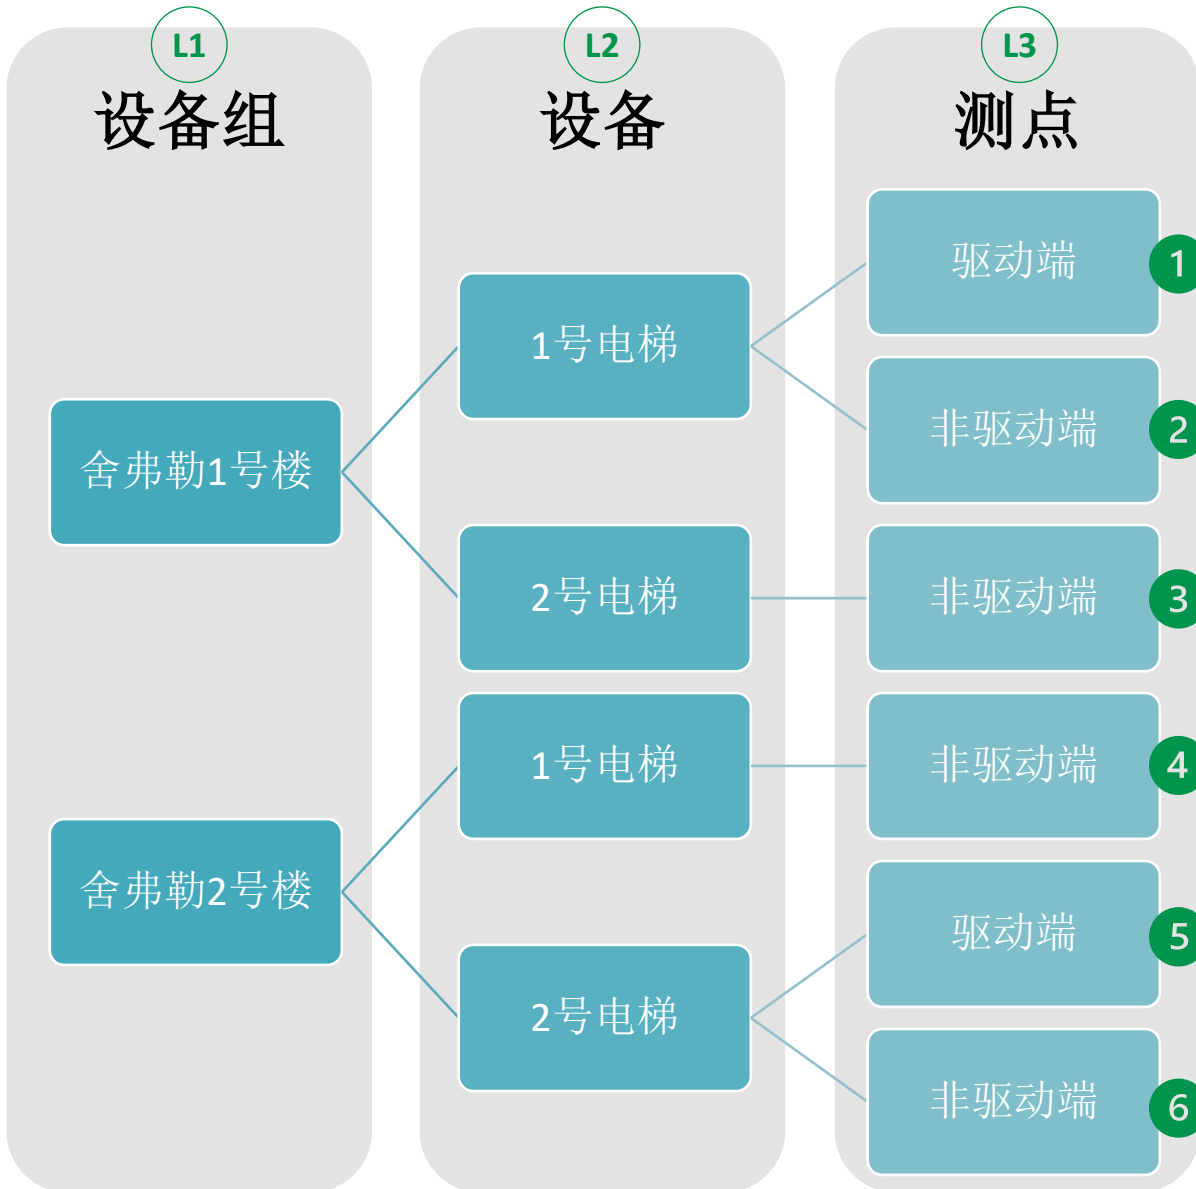 L1
设备组
L2
设备
L3
测点
舍弗勒1号楼
1号电梯
驱动端
1
非驱动端
2
2号电梯
非驱动端
3
舍弗勒2号楼
1号电梯
非驱动端
4
2号电梯
驱动端
5
非驱动端
6